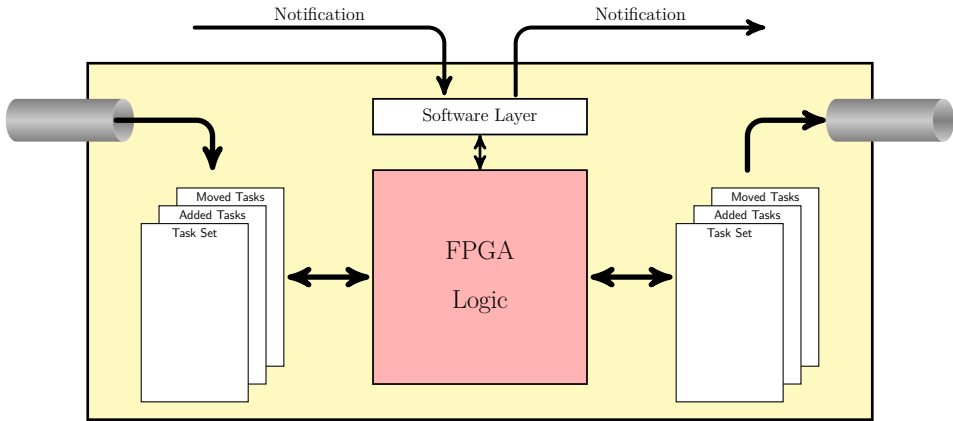 Notification
Notification
Software Layer
Moved Tasks
Added Tasks
Task Set
FPGA
Logic
Moved Tasks
Added Tasks
Task Set